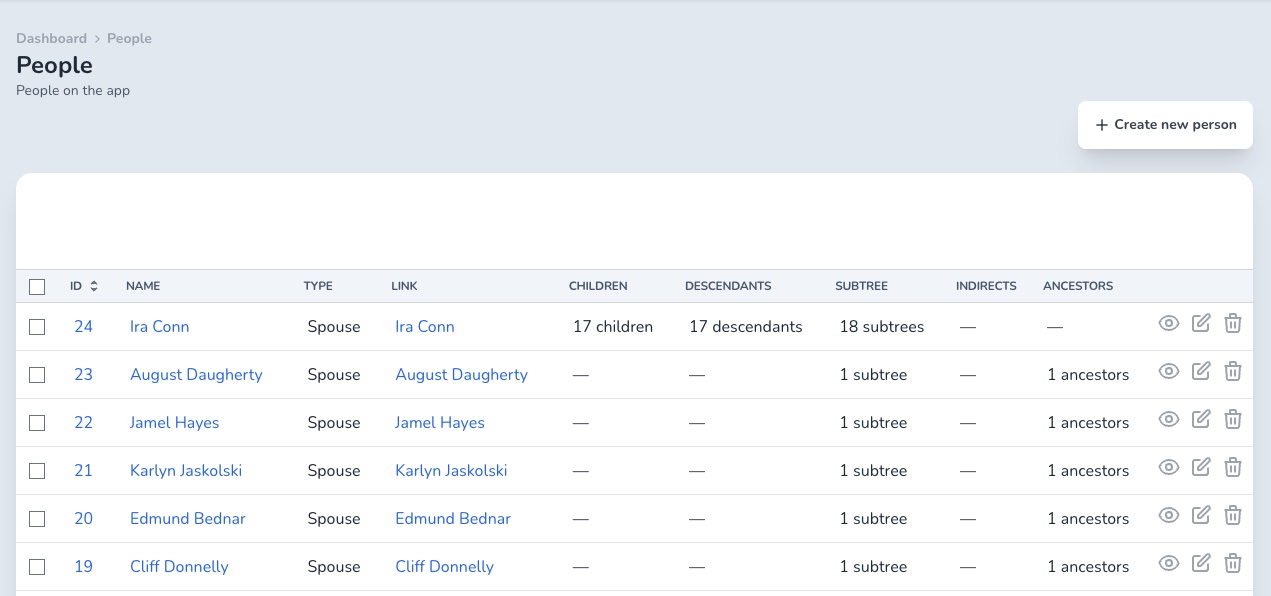 Dashboard > People
People
People on the app
+ Create new person
ID NAME TYPE LINK CHILDREN DESCENDANTS SUBTREE INDIRECTS ANCESTORS
24 Ira Conn Spouse Ira Conn 17 children 17 descendants 18 subtrees — —
23 August Daugherty Spouse August Daugherty — — 1 subtree — 1 ancestors
22 Jamel Hayes Spouse Jamel Hayes — — 1 subtree — 1 ancestors
21 Karlyn Jaskolski Spouse Karlyn Jaskolski — — 1 subtree — 1 ancestors
20 Edmund Bednar Spouse Edmund Bednar — — 1 subtree — 1 ancestors
19 Cliff Donnelly Spouse Cliff Donnelly — — 1 subtree — 1 ancestors